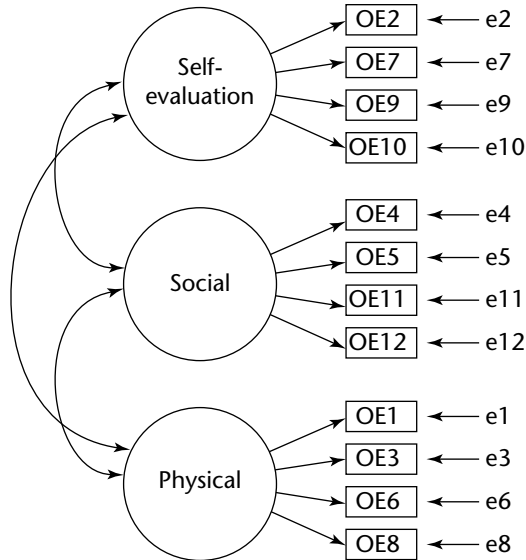 OE2 e2
OE7 e7
Self-
evaluation
OE9 e9
OE10 e10
OE4 e4
OE5 e5
Social
OE11 e11
OE12 e12
OE1 e1
OE3 e3
Physical
OE6 e6
OE8 e8